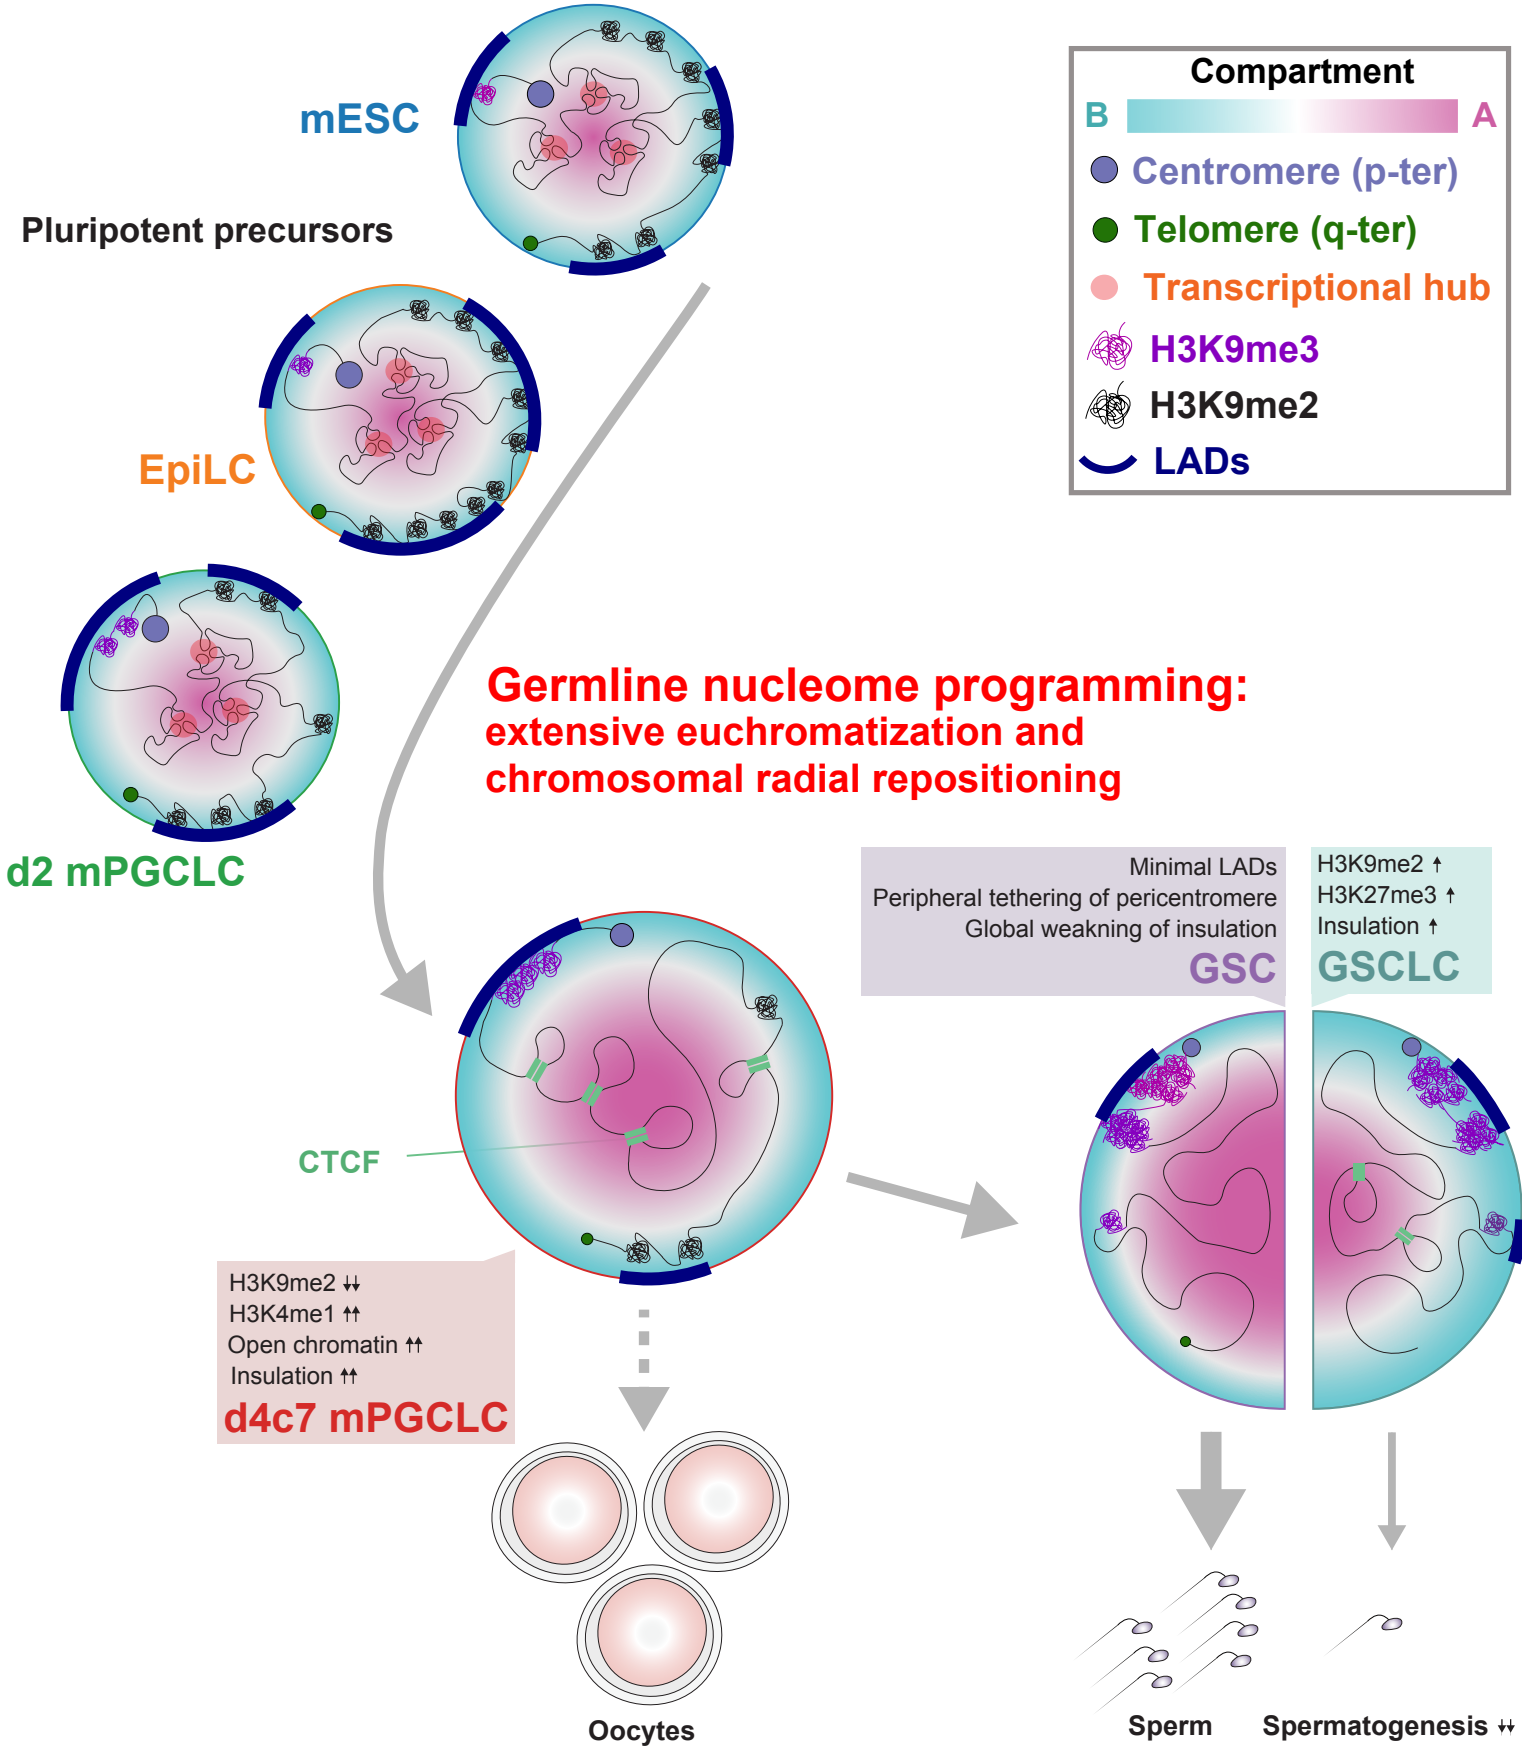 mESC
Pluripotent precursors
EpiLC
d2 mPGCLC
Compartment
B A
Centromere (p-ter)
Telomere (q-ter)
Transcriptional hub
H3K9me3
H3K9me2
LADs
Germline nucleome programming:
extensive euchromatization and
chromosomal radial repositioning
Minimal LADs
Peripheral tethering of pericentromere
Global weakning of insulation
GSC
H3K9me2 ↑
H3K27me3 ↑
Insulation ↑
GSCLC
CTCF
H3K9me2 ↓↓
H3K4me1 ↑↑
Open chromatin ↑↑
Insulation ↑↑
d4c7 mPGCLC
Oocytes
Sperm
Spermatogenesis ↓↓